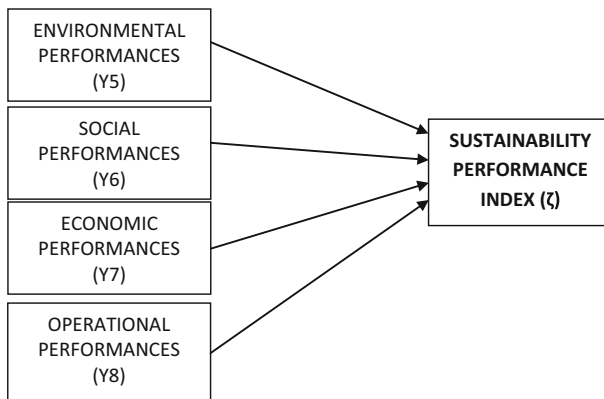 ENVIRONMENTAL
PERFORMANCES
(Y5)
SOCIAL
PERFORMANCES
(Y6)
ECONOMIC
PERFORMANCES
(Y7)
OPERATIONAL
PERFORMANCES
(Y8)
SUSTAINABILITY
PERFORMANCE
INDEX (ζ)